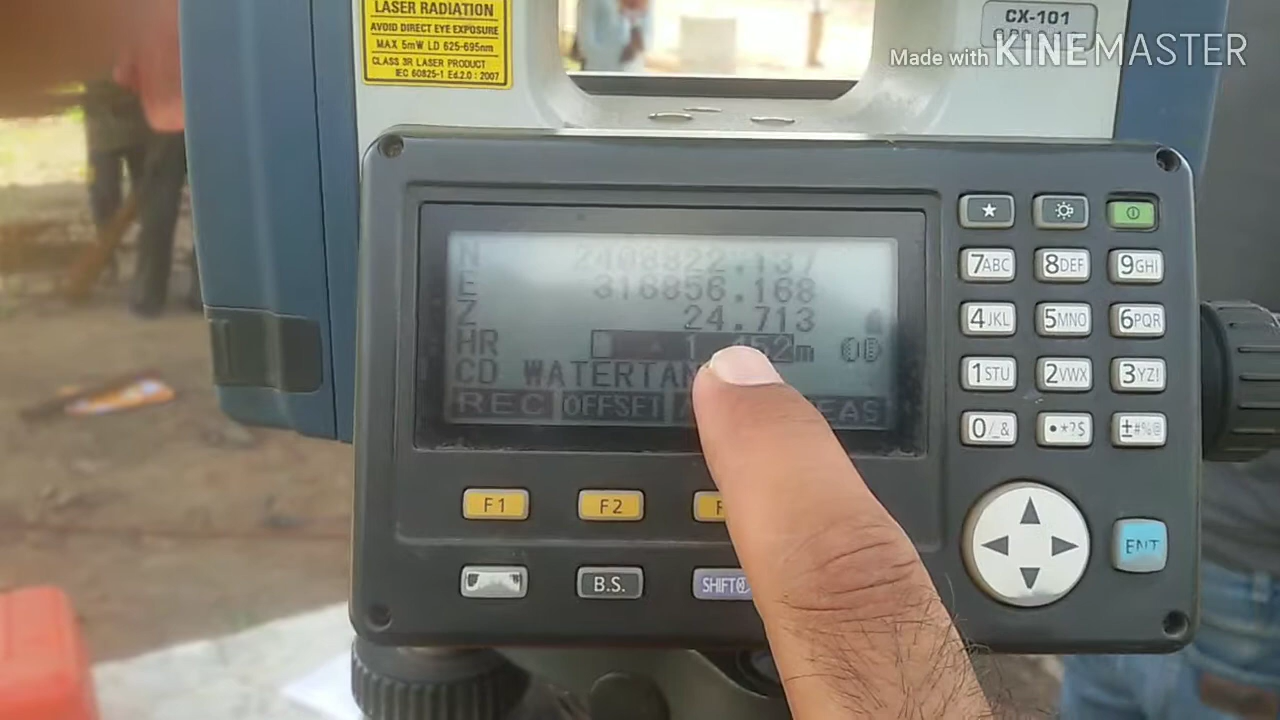 LASER RADIATION
AVOID DIRECT EYE EXPOSURE
MAX 5mW LD 625-695nm
CLASS 3R LASER PRODUCT
IEC 60825-1 Ed.2.0 : 2007
CX-101
Made with KINEMASTER
N 2408822.137
E 316856.168
Z 24.713
HR m
CD
REC OFFSET
★
7ABC 8DEF 9GHI
4JKL 5MNO 6PQR
1STU 2VWX 3YZ!
0/_& •*?$ ±#%@
F1 F2
B.S. SHIFT
ENT